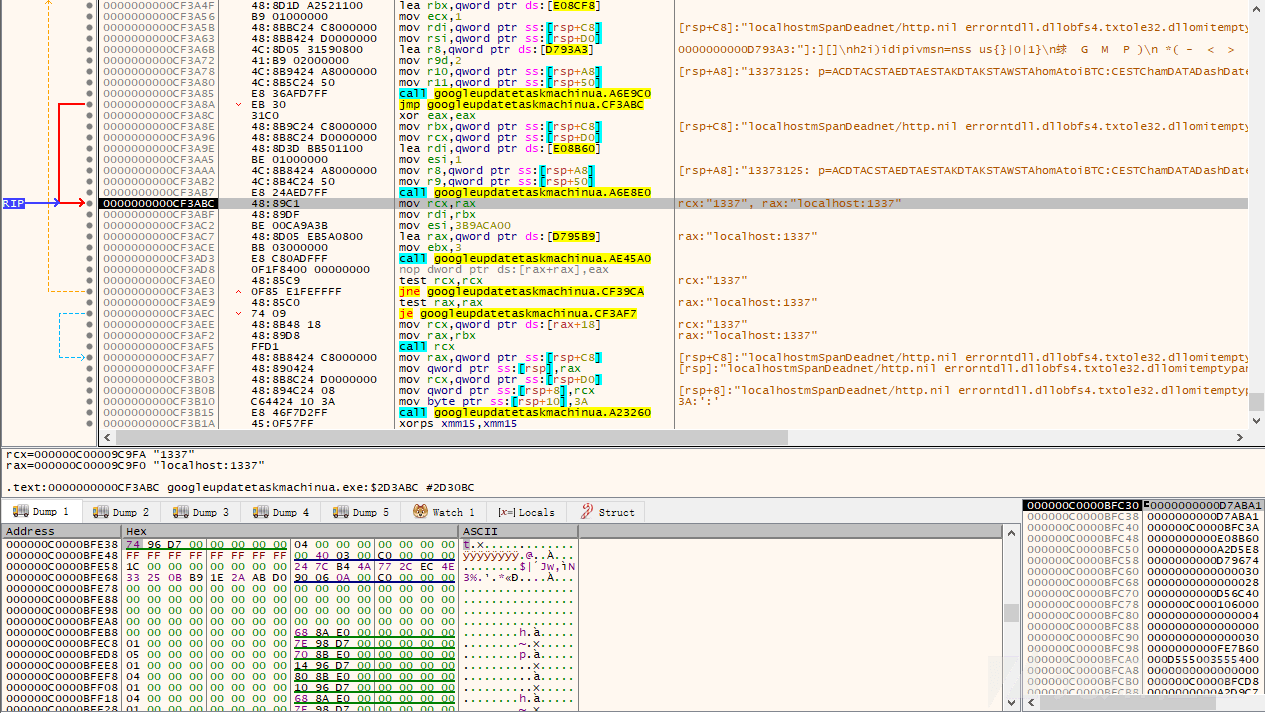 0000000000CF3A4F 48:8D1D A2521100 lea rbx,qword ptr ds:[E08CF8]
0000000000CF3A56 B9 01000000 mov ecx,1
0000000000CF3A5B 48:8BBC24 C8000000 mov rdi,qword ptr ss:[rsp+C8] [rsp+C8]:"localhostmSpanDeadnet/http.nil errorntdll.dllobfs4.txtole32.dllomitempty
0000000000CF3A63 48:8BB424 D0000000 mov rsi,qword ptr ss:[rsp+D0]
0000000000CF3A6B 4C:8D05 31590800 lea r8,qword ptr ds:[D793A3] 0000000000D793A3:"]:][]\nh2i)idipivmsn=nss us{}|O|1}\n
0000000000CF3A72 41:B9 02000000 mov r9d,2
0000000000CF3A78 4C:8B9424 A8000000 mov r10,qword ptr ss:[rsp+A8] [rsp+A8]:"13373125: p=ACDTACSTAEDTAESTAKDTAKSTAWSTAhomAtoiBTC:CESTChamDATADashDate
0000000000CF3A80 4C:8B5C24 50 mov r11,qword ptr ss:[rsp+50]
0000000000CF3A85 E8 36AFD7FF call googleupdatetaskmachinua.A6E9C0
0000000000CF3A8A EB 30 jmp googleupdatetaskmachinua.CF3ABC
0000000000CF3A8C 31C0 xor eax,eax
0000000000CF3A8E 48:8B9C24 C8000000 mov rbx,qword ptr ss:[rsp+C8] [rsp+C8]:"localhostmSpanDeadnet/http.nil errorntdll.dllobfs4.txtole32.dllomitempty
0000000000CF3A96 48:8B8C24 D0000000 mov rcx,qword ptr ss:[rsp+D0]
0000000000CF3A9E 48:8D3D BB501100 lea rdi,qword ptr ds:[E08B60]
0000000000CF3AA5 BE 01000000 mov esi,1
0000000000CF3AAA 4C:8B8424 A8000000 mov r8,qword ptr ss:[rsp+A8] [rsp+A8]:"13373125: p=ACDTACSTAEDTAESTAKDTAKSTAWSTAhomAtoiBTC:CESTChamDATADashDate
0000000000CF3AB2 4C:8B4C24 50 mov r9,qword ptr ss:[rsp+50]
0000000000CF3AB7 E8 24AED7FF call googleupdatetaskmachinua.A6E8E0
RIP 0000000000CF3ABC 48:89C1 mov rcx,rax rcx:"1337", rax:"localhost:1337"
0000000000CF3ABF 48:89DF mov rdi,rbx
0000000000CF3AC2 BE 00CA9A3B mov esi,3B9ACA00
0000000000CF3AC7 48:8D05 EB5A0800 lea rax,qword ptr ds:[D795B9] rax:"localhost:1337"
0000000000CF3ACE BB 03000000 mov ebx,3
0000000000CF3AD3 E8 C80ADFFF call googleupdatetaskmachinua.AE45A0
0000000000CF3AD8 0F1F8400 00000000 nop dword ptr ds:[rax+rax],eax
0000000000CF3AE0 48:85C9 test rcx,rcx rcx:"1337"
0000000000CF3AE3 0F85 E1FEFFFF jne googleupdatetaskmachinua.CF39CA
0000000000CF3AE9 48:85C0 test rax,rax rax:"localhost:1337"
0000000000CF3AEC 74 09 je googleupdatetaskmachinua.CF3AF7
0000000000CF3AEE 48:8B48 18 mov rcx,qword ptr ds:[rax+18] rcx:"1337"
0000000000CF3AF2 48:89D8 mov rax,rbx rax:"localhost:1337"
0000000000CF3AF5 FFD1 call rcx
0000000000CF3AF7 48:8B8424 C8000000 mov rax,qword ptr ss:[rsp+C8] [rsp+C8]:"localhostmSpanDeadnet/http.nil errorntdll.dllobfs4.txtole32.dllomitempty
0000000000CF3AFF 48:890424 mov qword ptr ss:[rsp],rax [rsp]:"localhostmSpanDeadnet/http.nil errorntdll.dllobfs4.txtole32.dllomitemptypan
0000000000CF3B03 48:8B8C24 D0000000 mov rcx,qword ptr ss:[rsp+D0]
0000000000CF3B0B 48:894C24 08 mov qword ptr ss:[rsp+8],rcx [rsp+8]:"localhostmSpanDeadnet/http.nil errorntdll.dllobfs4.txtole32.dllomitemptyp
0000000000CF3B10 C64424 10 3A mov byte ptr ss:[rsp+10],3A 3A:':'
0000000000CF3B15 E8 46F7D2FF call googleupdatetaskmachinua.A23260
0000000000CF3B1A 45:0F57FF xorps xmm15,xmm15
rcx=000000C00009C9FA "1337"
rax=000000C00009C9F0 "localhost:1337"
.text:0000000000CF3ABC googleupdatetaskmachinua.exe:$2D3ABC #2D30BC
Dump 1 Dump 2 Dump 3 Dump 4 Dump 5 Watch 1 [x=] Locals Struct
Address Hex ASCII
000000C0000BFE38 74 96 D7 00 00 00 00 00 04 00 00 00 00 00 00 00 t.×.............
000000C0000BFE48 FF FF FF FF FF FF FF FF 00 40 03 00 C0 00 00 00 ÿÿÿÿÿÿÿÿ.@..À...
000000C0000BFE58 1C 00 00 00 00 00 00 00 24 7C B4 4A 77 2C EC 4E ........$|´Jw,ìN
000000C0000BFE68 33 25 0B B9 1E 2A AB D0 90 06 0A 00 C0 00 00 00 3%.¹.*«Ð....À...
000000C0000BFE78 00 00 00 00 00 00 00 00 00 00 00 00 00 00 00 00 ................
000000C0000BFE88 00 00 00 00 00 00 00 00 00 00 00 00 00 00 00 00 ................
000000C0000BFE98 00 00 00 00 00 00 00 00 00 00 00 00 00 00 00 00 ................
000000C0000BFEA8 00 00 00 00 00 00 00 00 00 00 00 00 00 00 00 00 ................
000000C0000BFEB8 00 00 00 00 00 00 00 00 68 8A E0 00 00 00 00 00 ........h.à.....
000000C0000BFEC8 01 00 00 00 00 00 00 00 7E 98 D7 00 00 00 00 00 ........~.×.....
000000C0000BFED8 05 00 00 00 00 00 00 00 70 8B E0 00 00 00 00 00 ........p.à.....
000000C0000BFEE8 01 00 00 00 00 00 00 00 14 96 D7 00 00 00 00 00 ..........×.....
000000C0000BFEF8 04 00 00 00 00 00 00 00 80 8B E0 00 00 00 00 00 ..........à.....
000000C0000BFF08 01 00 00 00 00 00 00 00 10 96 D7 00 00 00 00 00 ..........×.....
000000C0000BFF18 04 00 00 00 00 00 00 00 68 8A E0 00 00 00 00 00 ........h.à.....
000000C0000BFC30 0000000000D7ABA1
000000C0000BFC38 0000000000D7ABA1
000000C0000BFC40 000000C0000BFC3A
000000C0000BFC48 0000000000E08B60
000000C0000BFC50 0000000000A2D5E8
000000C0000BFC58 0000000000D79674
000000C0000BFC60 0000000000000030
000000C0000BFC68 0000000000000028
000000C0000BFC70 0000000000D56C40
000000C0000BFC78 000000C000106000
000000C0000BFC80 0000000000000004
000000C0000BFC88 0000000000000000
000000C0000BFC90 0000000000000030
000000C0000BFC98 0000000000FE7B60
000000C0000BFCA0 000D555003555400
000000C0000BFCA8 0000000000000000
000000C0000BFCB0 000000C0000BFCD8
000000C0000BFCB8 0000000000A2D9C7